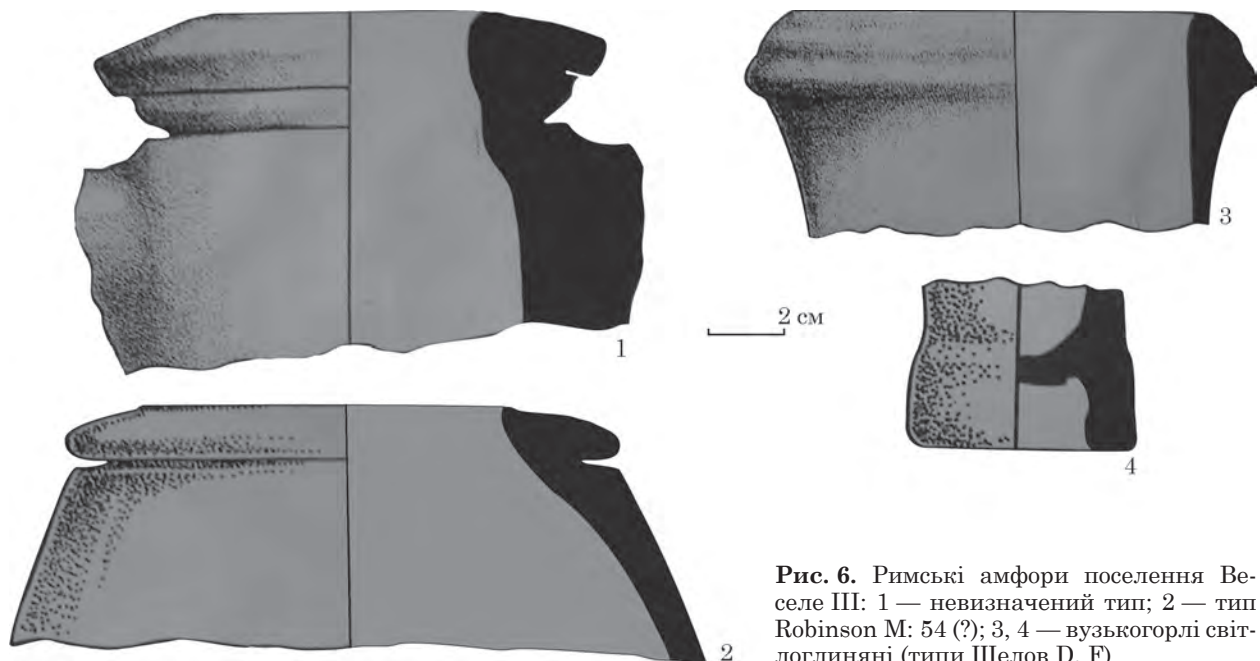 1
3
2 см
4
2
Рис. 6. Римські амфори поселення Ве-
селе III: 1 — невизначений тип; 2 — тип
Robinson M: 54 (?); 3, 4 — вузькогорлі світ-
логлиняні (типи Шелов D, F)